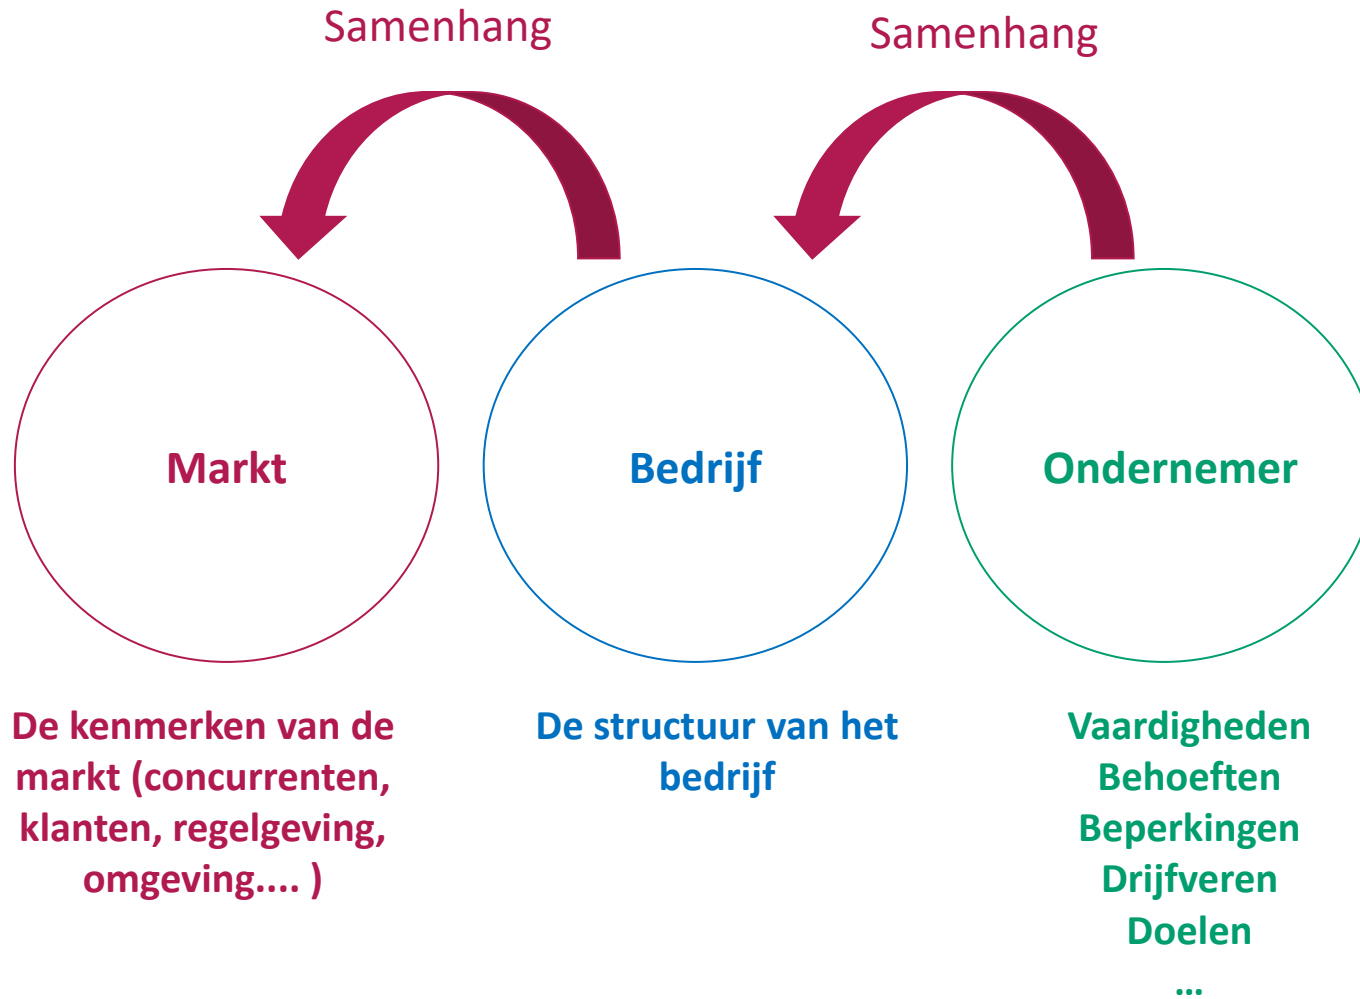 Samenhang
Samenhang
Markt
Bedrijf
Ondernemer
De kenmerken van de
markt (concurrenten,
klanten, regelgeving,
omgeving.... )
De structuur van het
bedrijf
Vaardigheden
Behoeften
Beperkingen
Drijfveren
Doelen
...